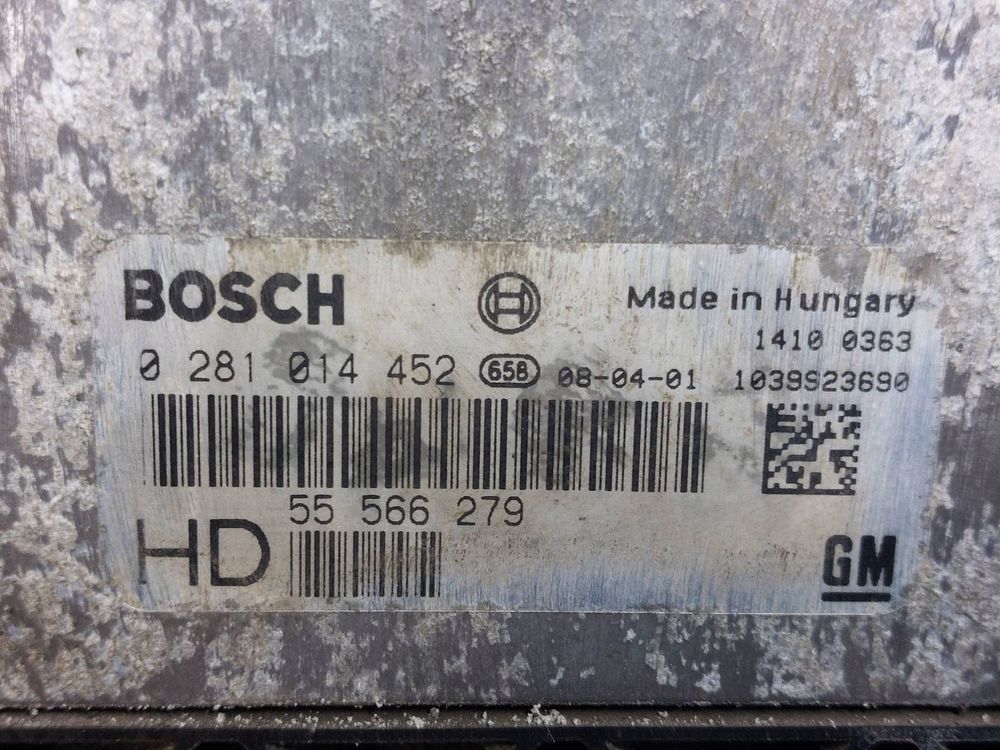 BOSCH
Made in Hungary
1410 0363
0 281 014 452 65B 08-04-01 1039S23690
55 566 279
HD
GM